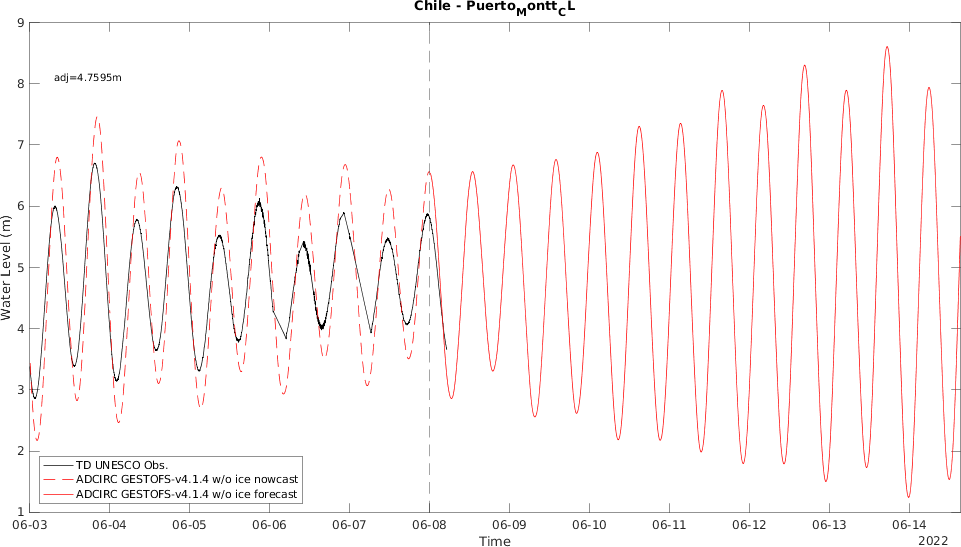 Chile - Puerto_Montt_CL
adj=4.7595m
Water Level (m)
9
8
7
6
5
4
3
2
1
TD UNESCO Obs.
ADCIRC GESTOFS-v4.1.4 w/o ice nowcast
ADCIRC GESTOFS-v4.1.4 w/o ice forecast
06-03 06-04 06-05 06-06 06-07 06-08 06-09 06-10 06-11 06-12 06-13 06-14
Time
2022